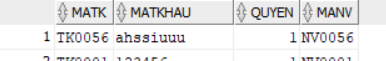 MATK MATKHAU QUYEN MANV
1 TK0056 ahssiuuu 1 NV0056